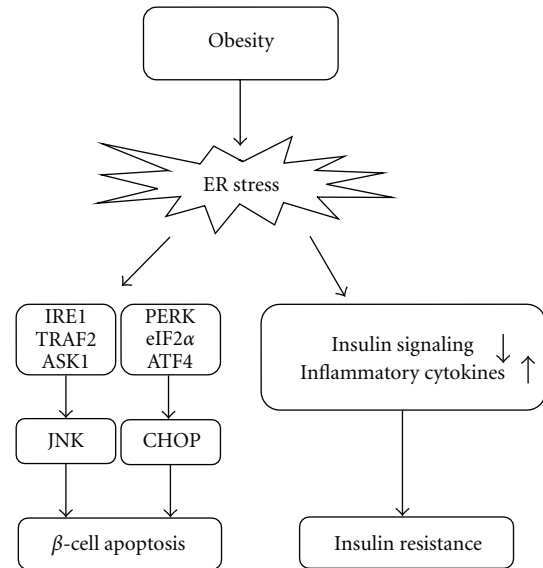 Obesity
ER stress
IRE1
TRAF2
ASK1
PERK
eIF2α
ATF4
Insulin signaling ↓
Inflammatory cytokines ↑
JNK
CHOP
β-cell apoptosis
Insulin resistance